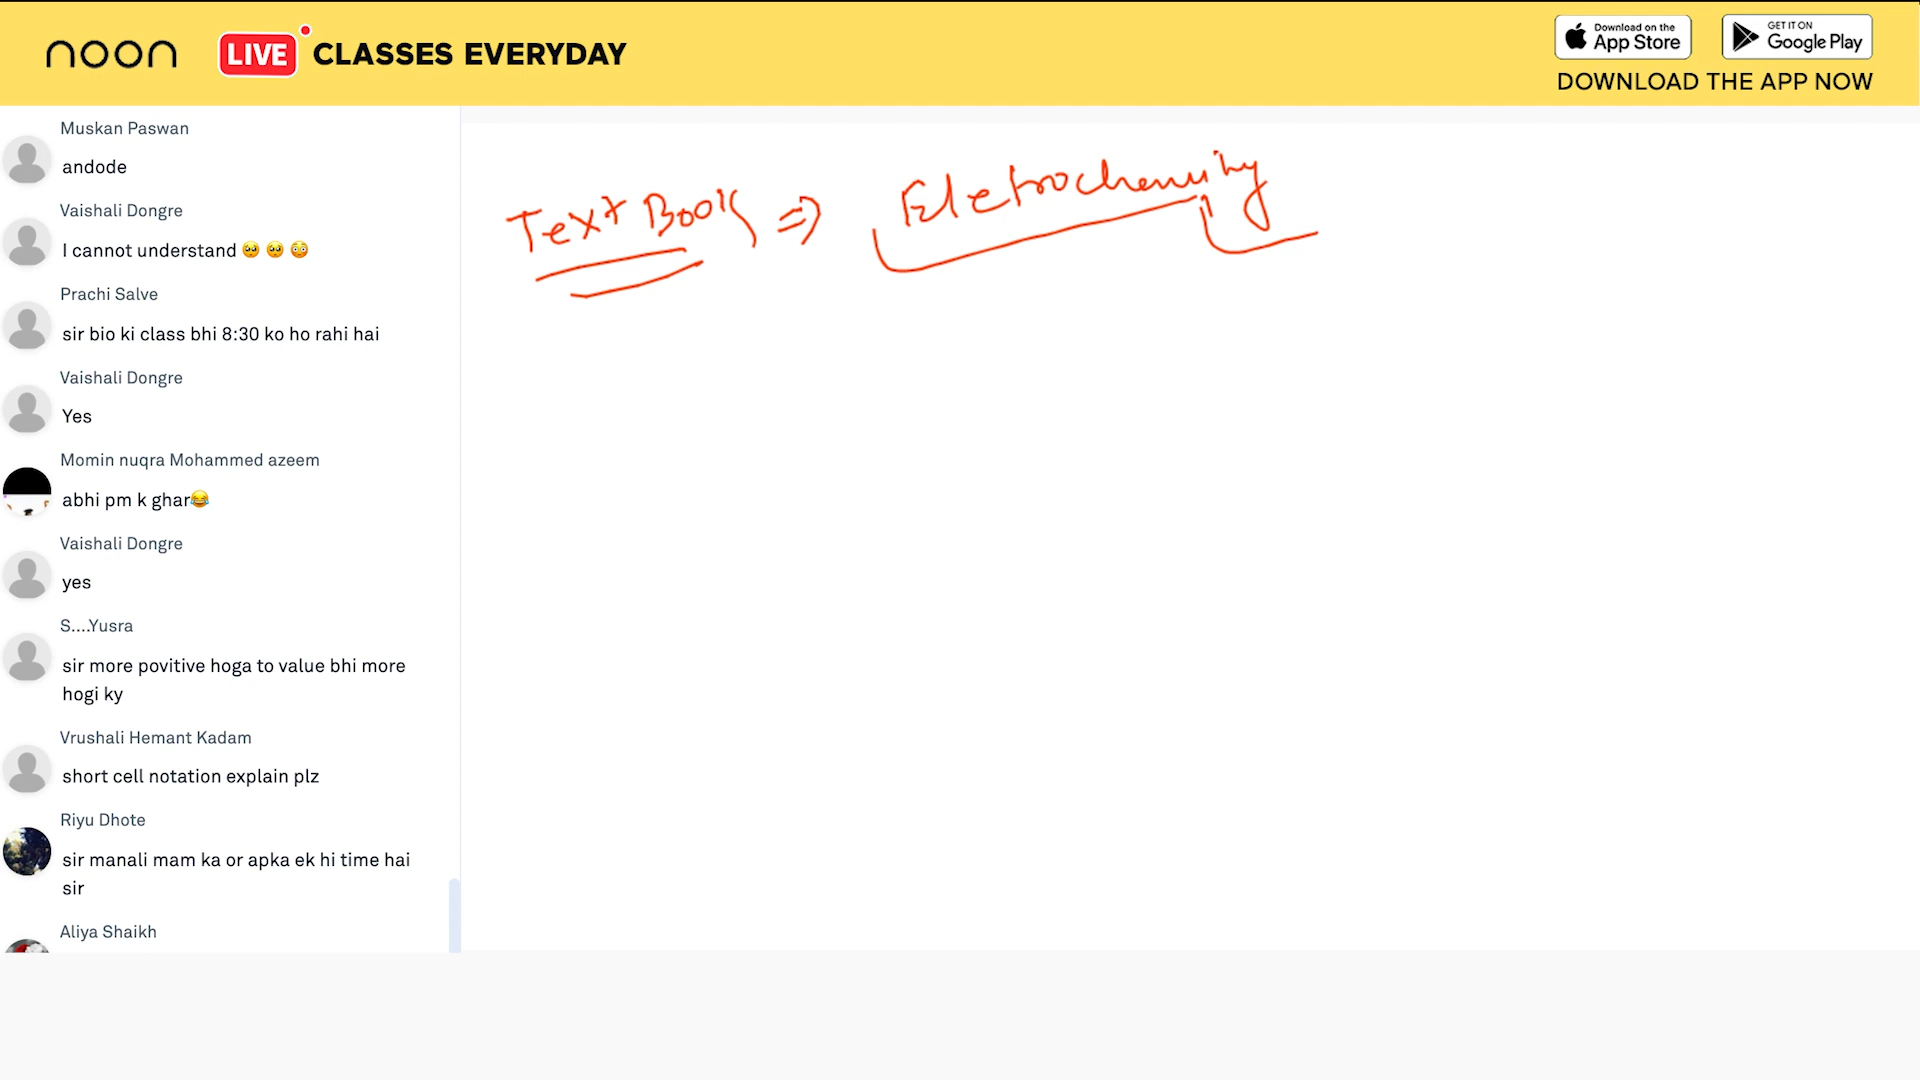 noon LIVE CLASSES EVERYDAY
Download on the App Store
GET IT ON Google Play
DOWNLOAD THE APP NOW
Muskan Paswan
andode
Vaishali Dongre
I cannot understand 🥺 🥺 😳
Prachi Salve
sir bio ki class bhi 8:30 ko ho rahi hai
Vaishali Dongre
Yes
Momin nuqra Mohammed azeem
abhi pm k ghar😂
Vaishali Dongre
yes
S....Yusra
sir more povitive hoga to value bhi more
hogi ky
Vrushali Hemant Kadam
short cell notation explain plz
Riyu Dhote
sir manali mam ka or apka ek hi time hai
sir
Aliya Shaikh
Text Book ⇒ Eletrochemistry